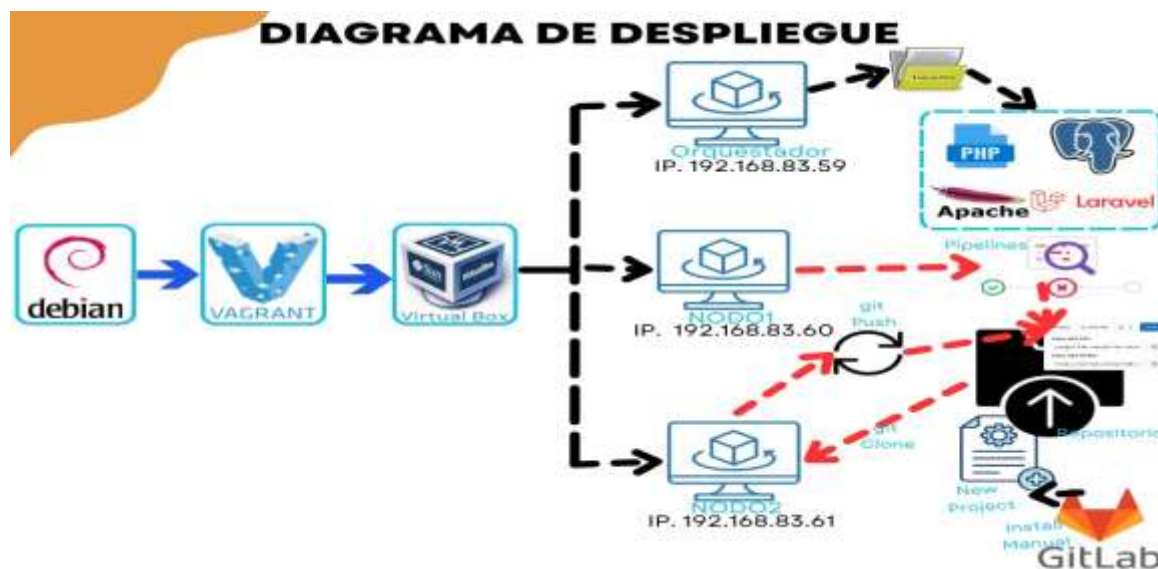 DIAGRAMA DE DESPLIEGUE
Orquestador
IP. 192.168.83.59
PHP
Apache
Laravel
debian
VAGRANT
Virtual Box
NODO1
IP. 192.168.83.60
Pipelines
git
Push
git
Clone
Repositorio
NODO2
IP. 192.168.83.61
New
Project
Install
Manual
GitLab